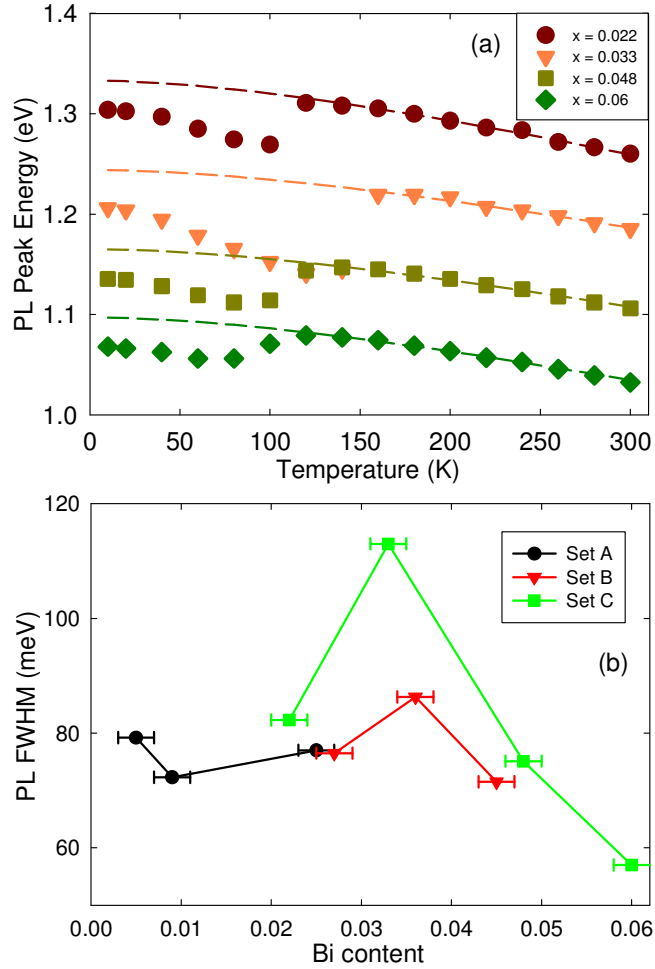 1.4
1.3
1.2
1.1
1.0
PL Peak Energy (eV)
(a)
x = 0.022
x = 0.033
x = 0.048
x = 0.06
0 50 100 150 200 250 300
Temperature (K)
120
100
80
60
PL FWHM (meV)
Set A
Set B
Set C
(b)
0.00 0.01 0.02 0.03 0.04 0.05 0.06
Bi content